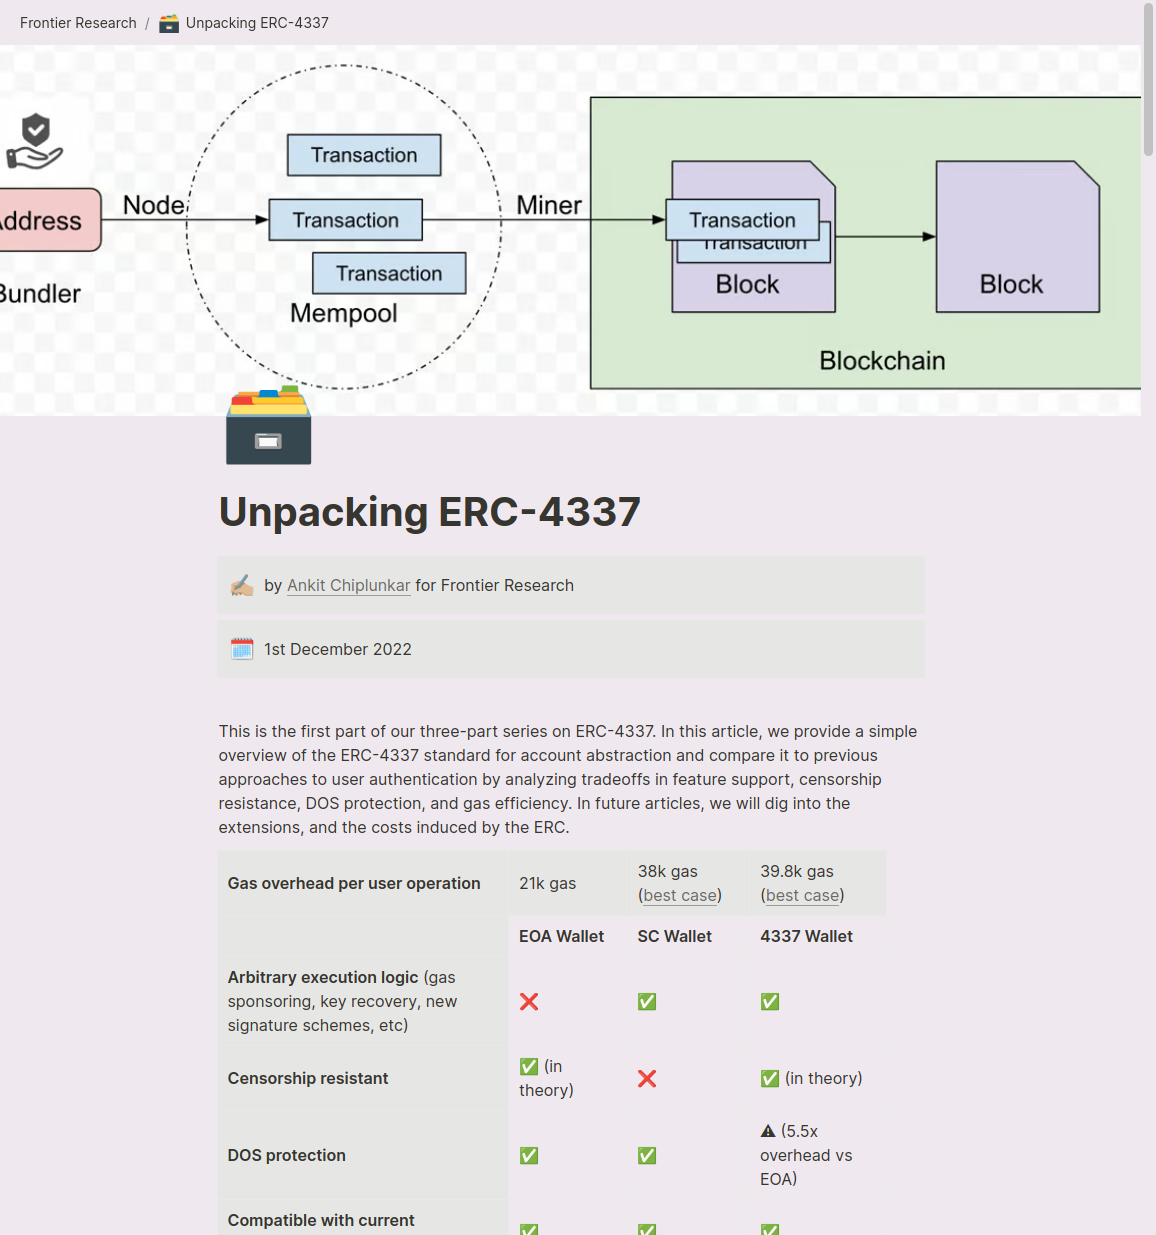 Frontier Research / Unpacking ERC-4337
Transaction
Node
Miner
Address
Transaction
Transaction
Transaction
Bundler
Transaction
Block
Block
Mempool
Blockchain
Unpacking ERC-4337
by Ankit Chiplunkar for Frontier Research
1st December 2022
This is the first part of our three-part series on ERC-4337. In this article, we provide a simple
overview of the ERC-4337 standard for account abstraction and compare it to previous
approaches to user authentication by analyzing tradeoffs in feature support, censorship
resistance, DOS protection, and gas efficiency. In future articles, we will dig into the
extensions, and the costs induced by the ERC.
Gas overhead per user operation
21k gas
38k gas
(best case)
39.8k gas
(best case)
EOA Wallet
SC Wallet
4337 Wallet
Arbitrary execution logic (gas
sponsoring, key recovery, new
signature schemes, etc)
❌
✅
✅
Censorship resistant
✅ (in
theory)
❌
✅ (in theory)
DOS protection
✅
✅
⚠ (5.5x
overhead vs
EOA)
Compatible with current
✅
✅
✅